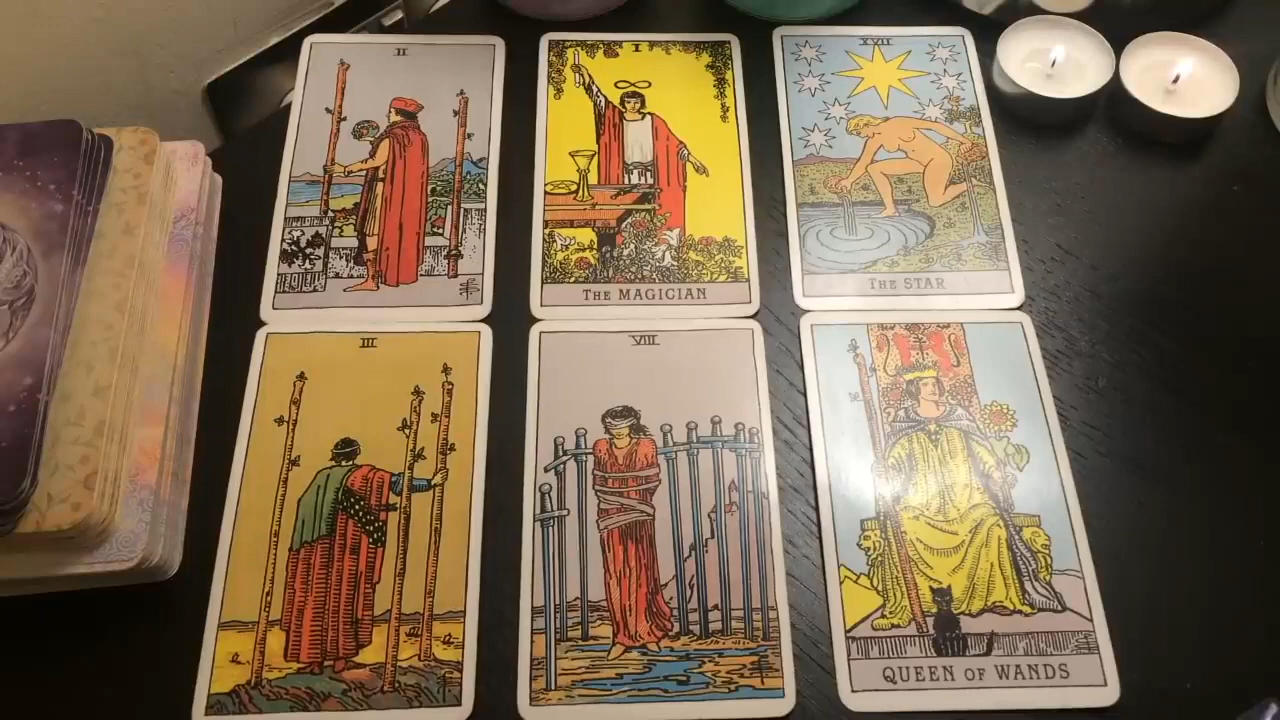 II
I
THE MAGICIAN
XVII
THE STAR
III
VIII
QUEEN OF WANDS